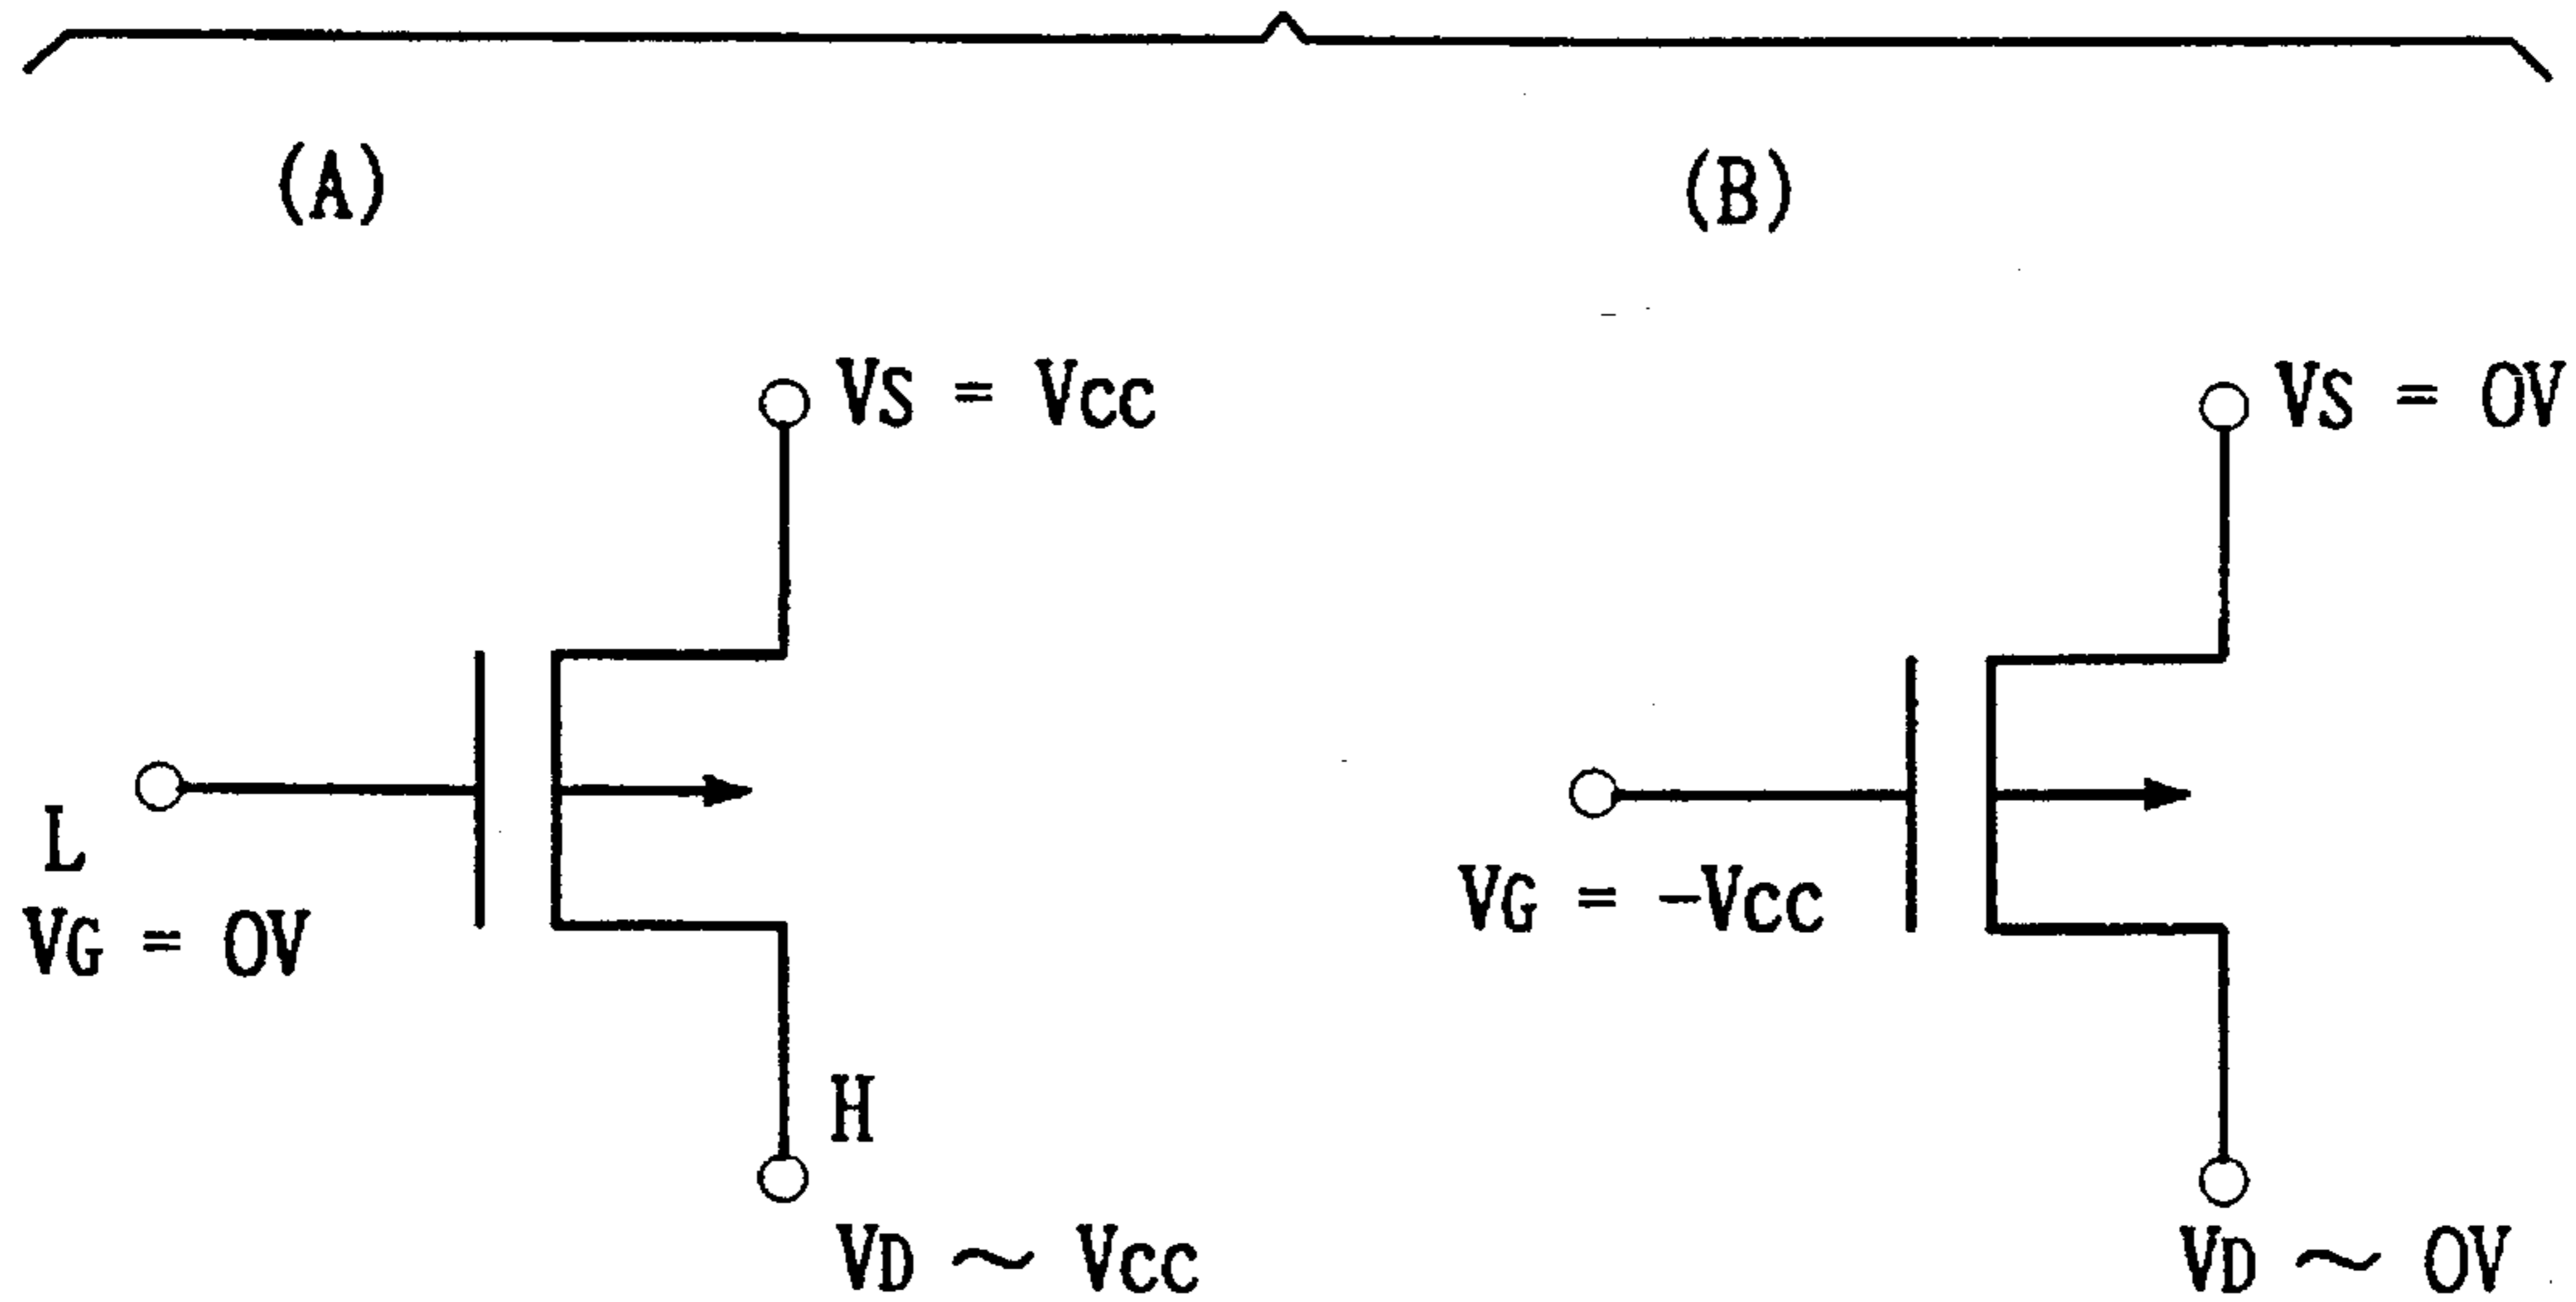 (A)
VS = VCC
L
VG = 0V
H
VD ~ VCC
(B)
VS = 0V
VG = -VCC
VD ~ 0V